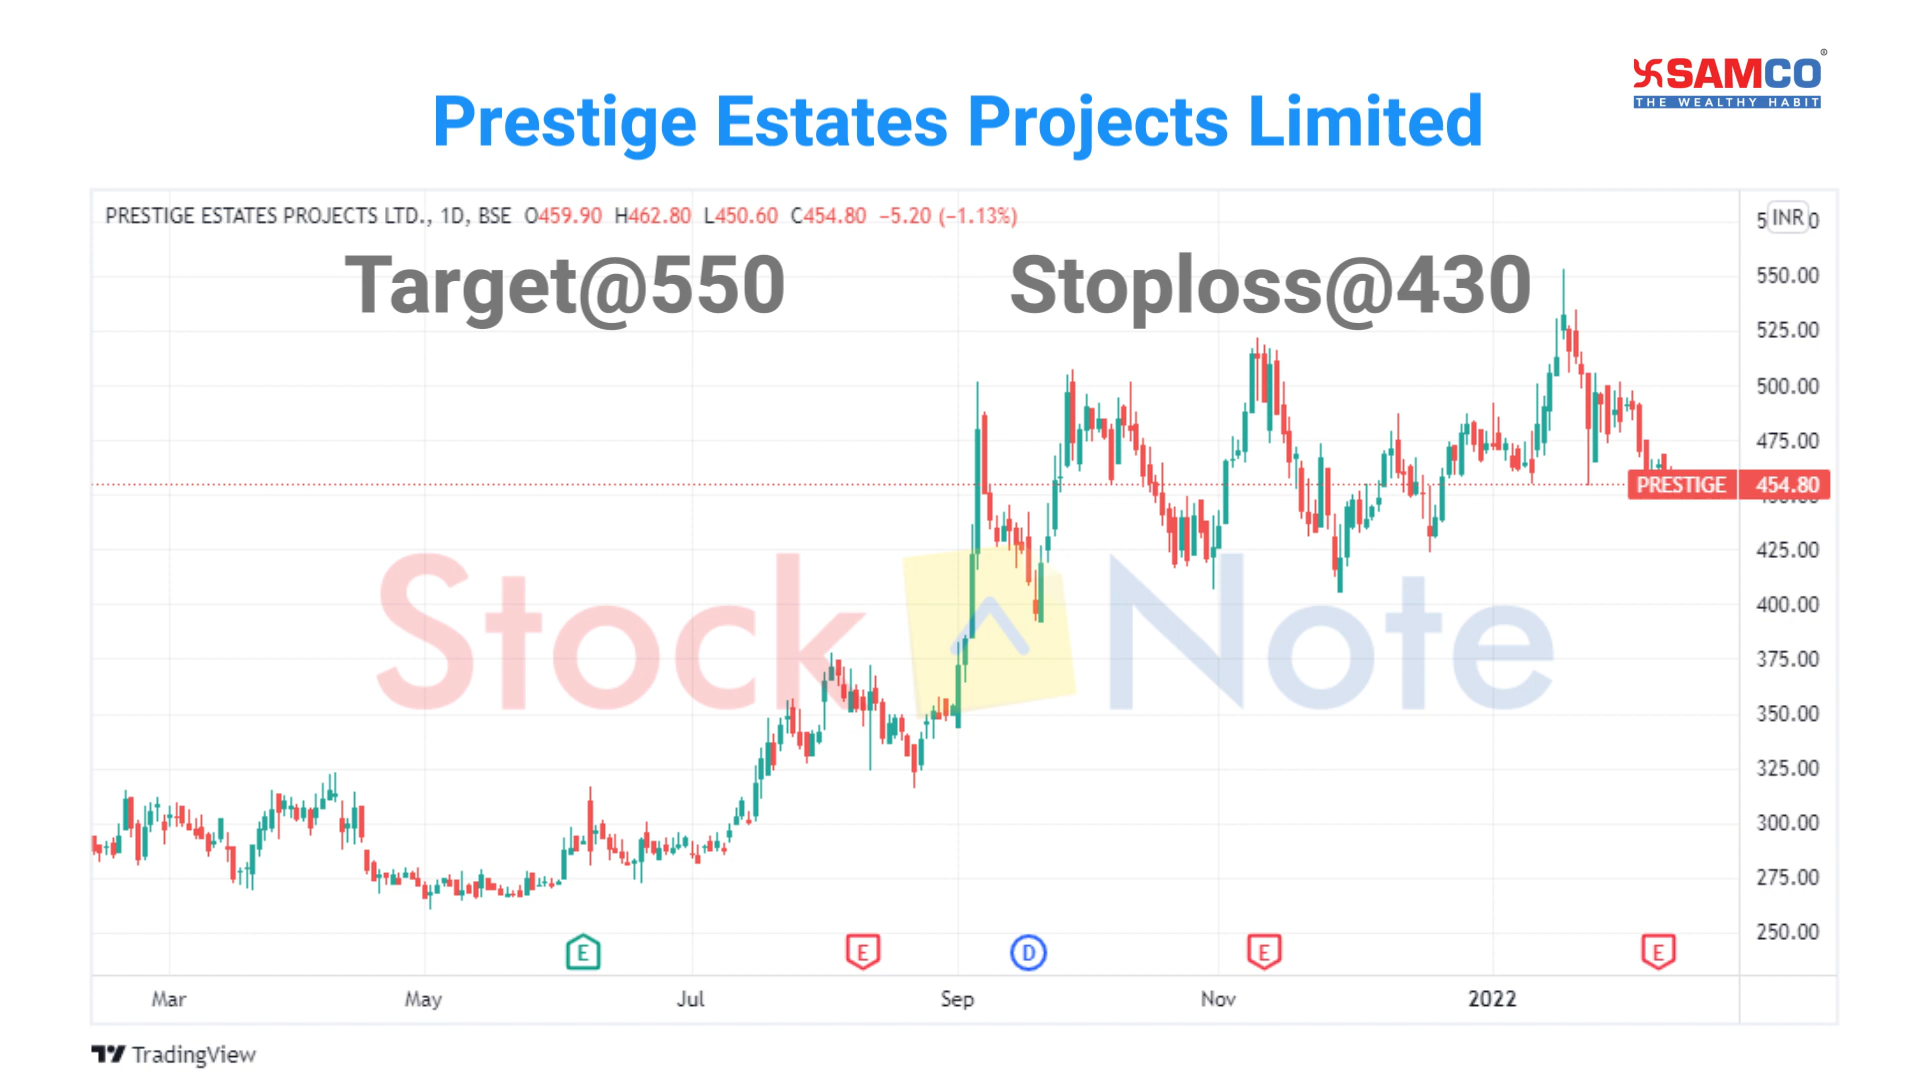 SAMCO®
THE WEALTHY HABIT
Prestige Estates Projects Limited
PRESTIGE ESTATES PROJECTS LTD., 1D, BSE O459.90 H462.80 L450.60 C454.80 −5.20 (−1.13%)
INR
Target@550 Stoploss@430
550.00
525.00
500.00
475.00
PRESTIGE 454.80
425.00
400.00
Stock Note
375.00
350.00
325.00
300.00
275.00
250.00
E E D E E
Mar May Jul Sep Nov 2022
TradingView